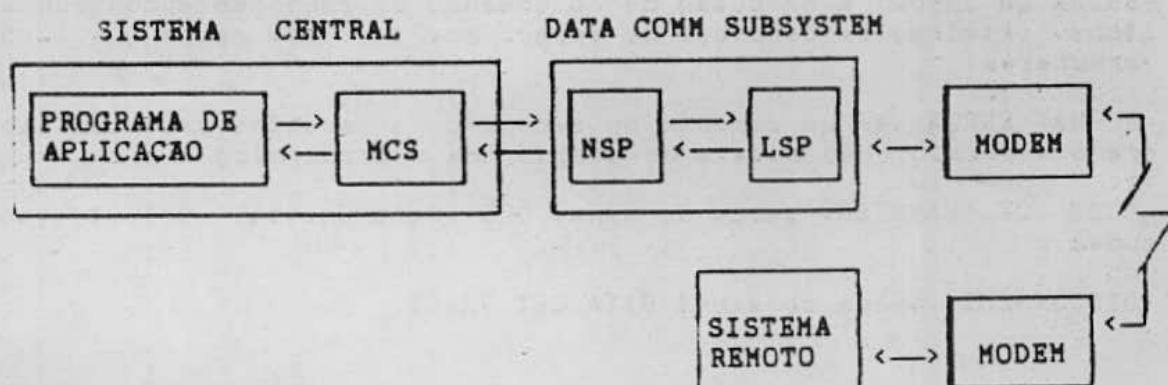 SISTEMA CENTRAL DATA COMM SUBSYSTEM
PROGRAMA DE
APLICACAO
MCS
NSP
LSP
MODEM
SISTEMA
REMOTO
MODEM